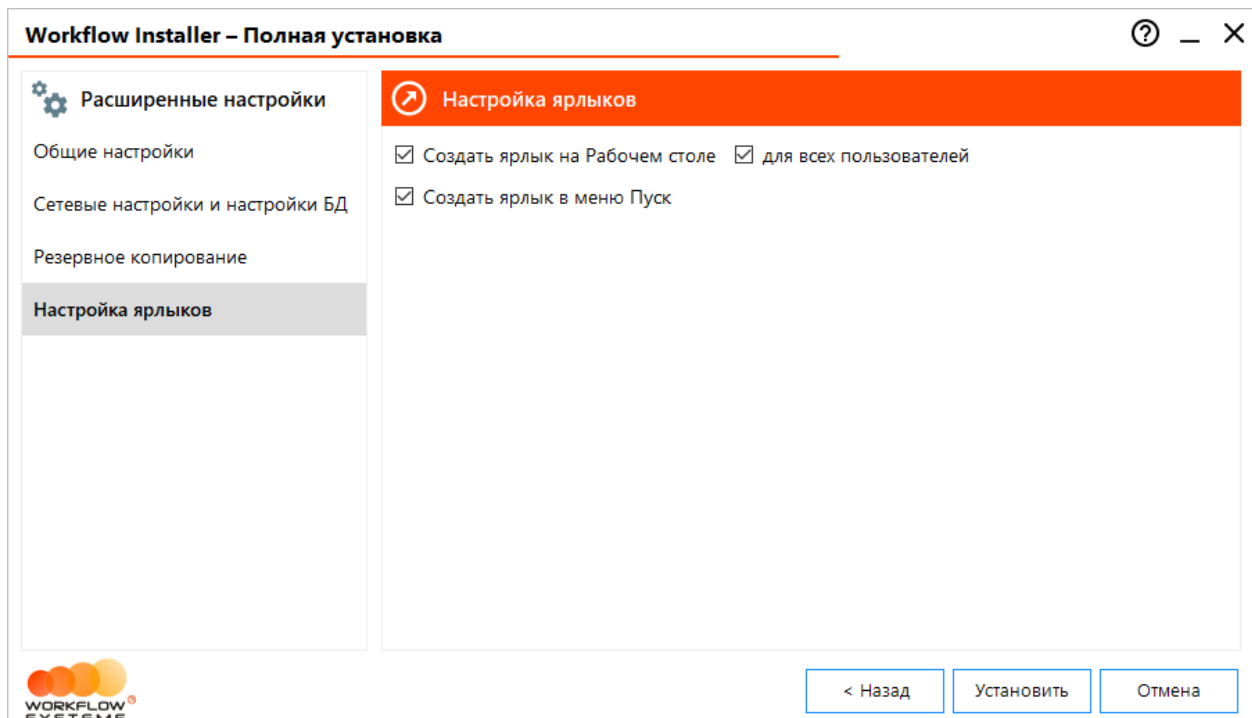 Workflow Installer – Полная установка
Расширенные настройки
Общие настройки
Сетевые настройки и настройки БД
Резервное копирование
Настройка ярлыков
Настройка ярлыков
Создать ярлык на Рабочем столе для всех пользователей
Создать ярлык в меню Пуск
WORKFLOW®
SYSTEMS
< Назад Установить Отмена